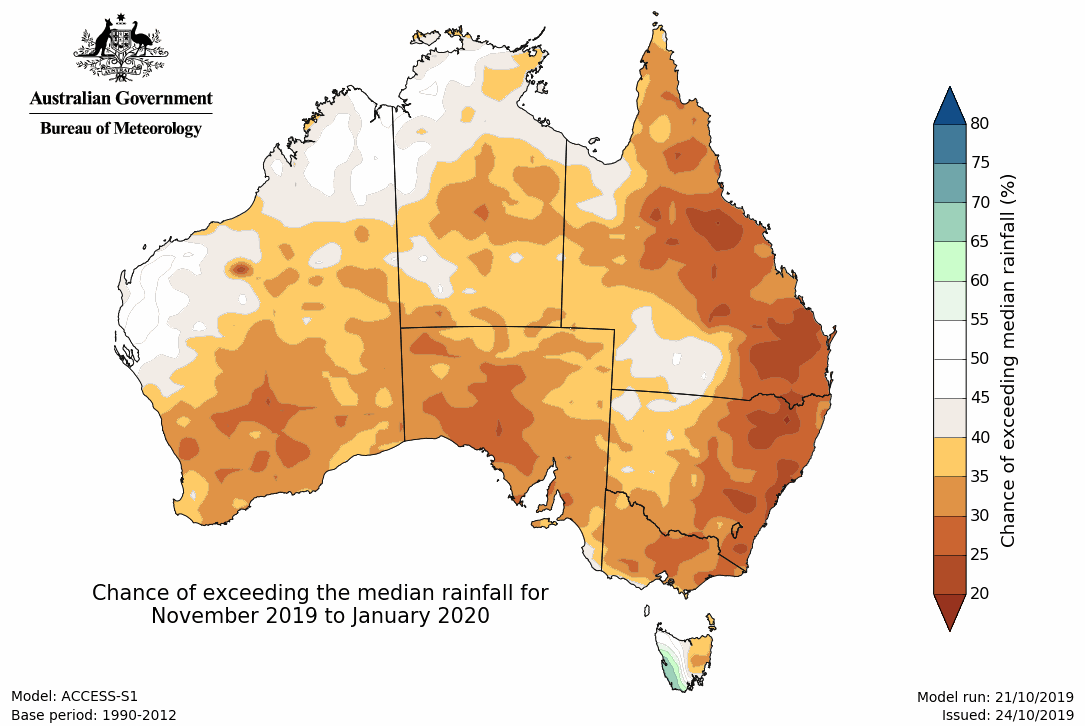 AUSTRALIA
Australian Government
Bureau of Meteorology
80
75
70
65
60
55
50
45
40
35
30
25
20
Chance of exceeding median rainfall (%)
Chance of exceeding the median rainfall for
November 2019 to January 2020
Model: ACCESS-S1
Base period: 1990-2012
Model run: 21/10/2019
Issued: 24/10/2019